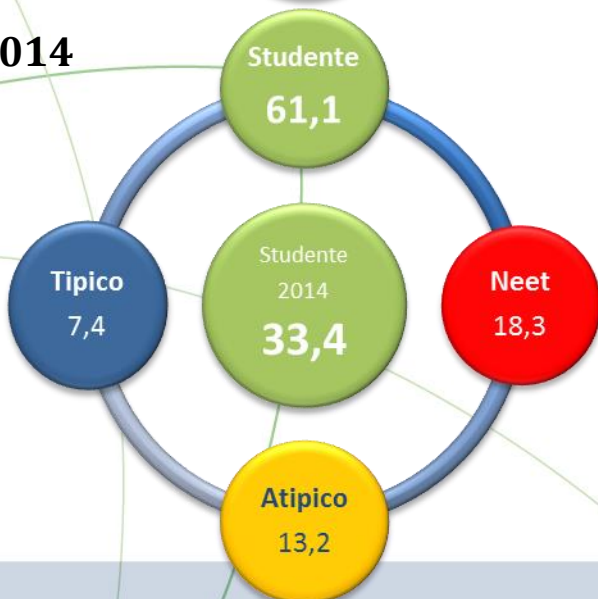 014
Studente
61,1
Tipico
7,4
Studente
2014
33,4
Neet
18,3
Atipico
13,2